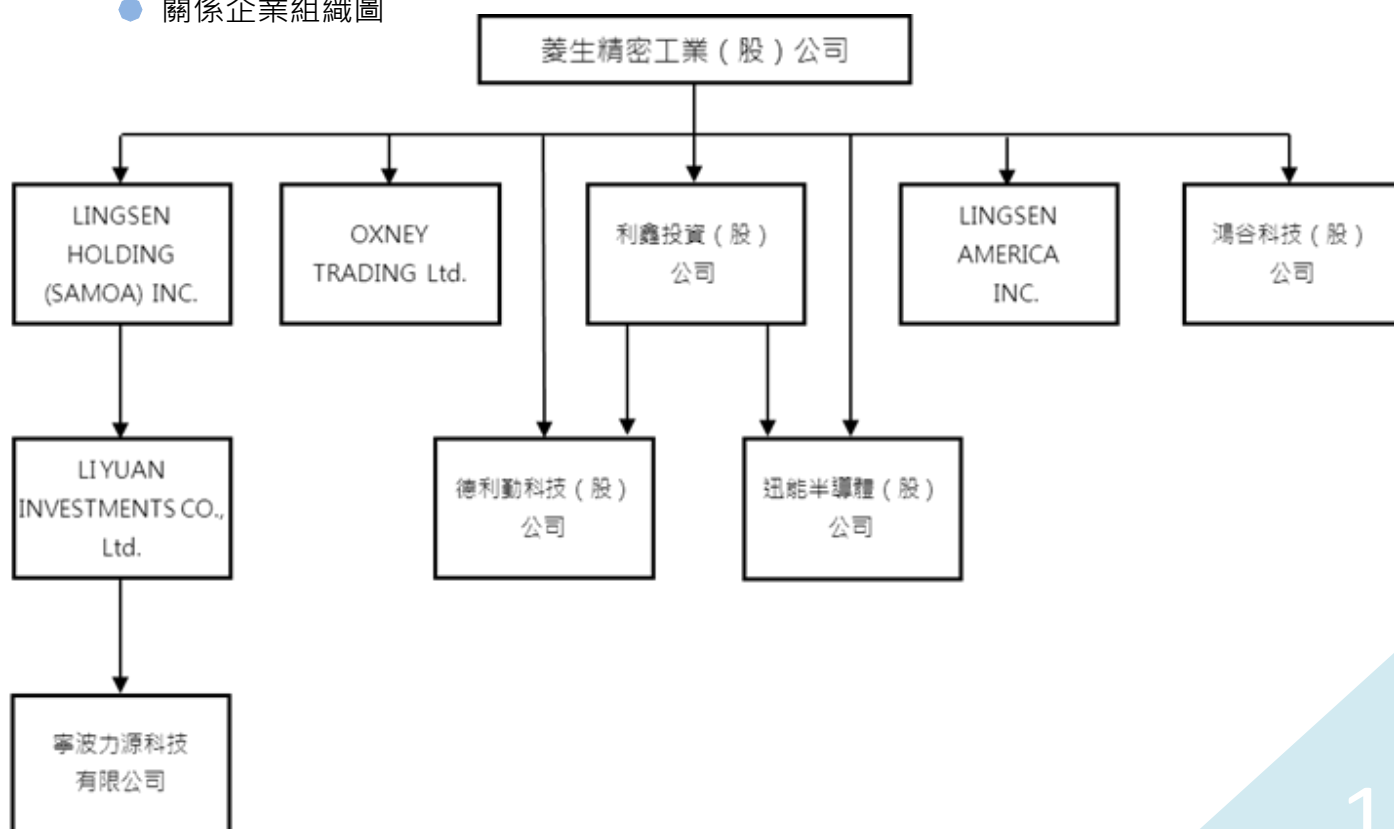 關係企業組織圖
菱生精密工業(股)公司
LINGSEN
HOLDING
(SAMOA) INC.
OXNEY
TRADING Ltd.
利鑫投資(股)
公司
LINGSEN
AMERICA
INC.
鴻谷科技(股)
公司
LIYUAN
INVESTMENTS CO.,
Ltd.
德利勤科技(股)
公司
迅能半導體(股)
公司
寧波力源科技
有限公司
1